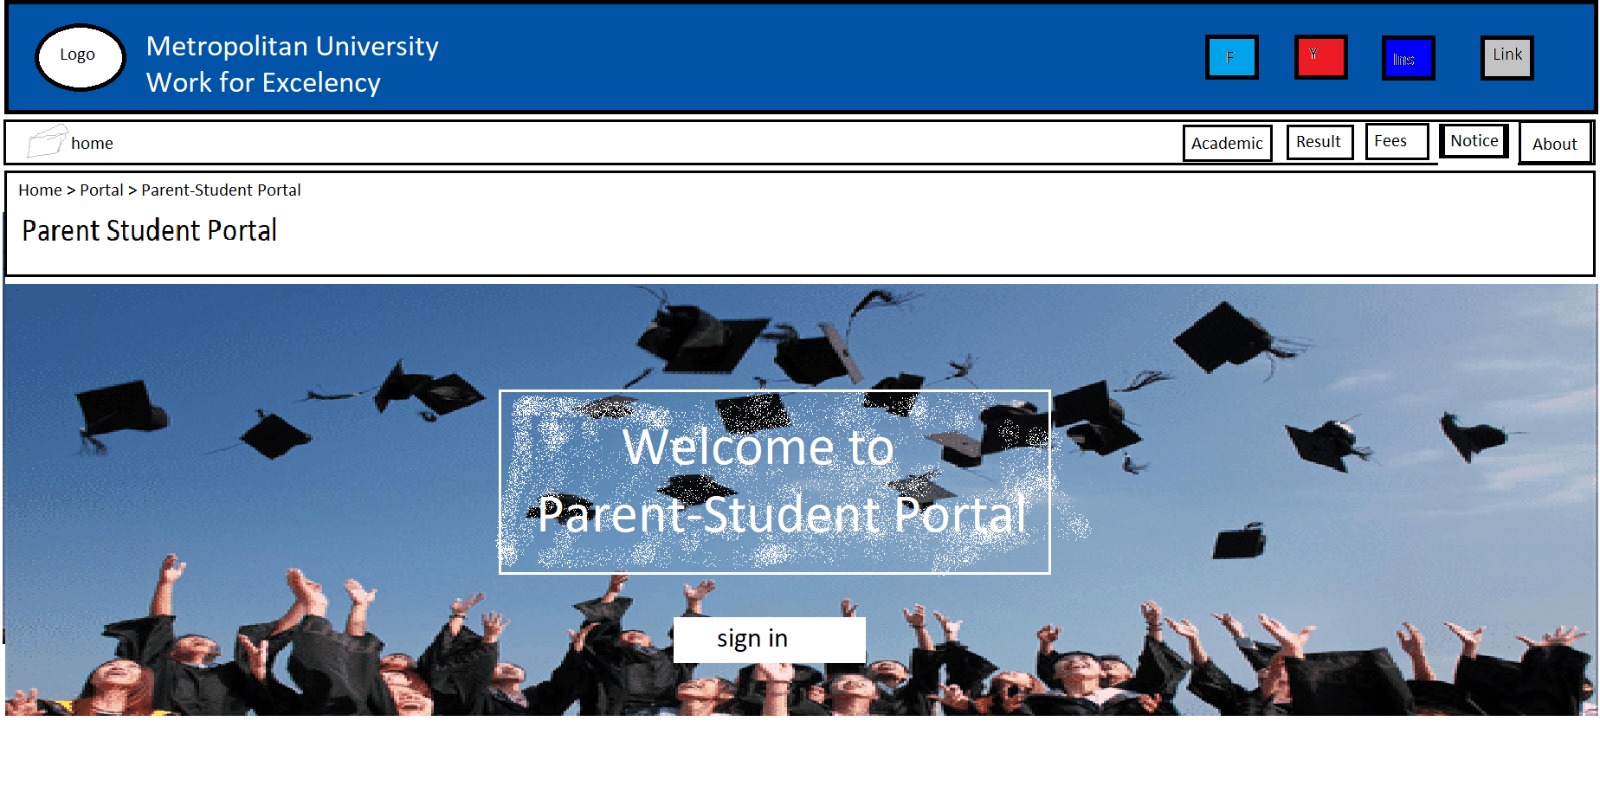 Logo
Metropolitan University
Work for Excelency
F
Y
Ins
Link
home
Academic
Result
Fees
Notice
About
Home > Portal > Parent-Student Portal
Parent Student Portal
Welcome to
Parent-Student Portal
sign in